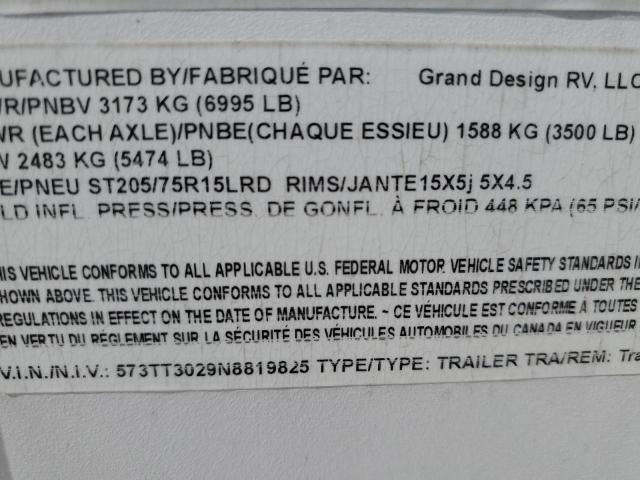 UFACTURED BY/FABRIQUÉ PAR: Grand Design RV, LLC
WR/PNBV 3173 KG (6995 LB)
WR (EACH AXLE)/PNBE(CHAQUE ESSIEU) 1588 KG (3500 LB)
W 2483 KG (5474 LB)
E/PNEU ST205/75R15LRD RIMS/JANTE15X5j 5X4.5
LD INFL. PRESS/PRESS. DE GONFL. À FROID 448 KPA (65 PSI/
HIS VEHICLE CONFORMS TO ALL APPLICABLE U.S. FEDERAL MOTOR VEHICLE SAFETY STANDARDS IN
SHOWN ABOVE. THIS VEHICLE CONFORMS TO ALL APPLICABLE STANDARDS PRESCRIBED UNDER THE
REGULATIONS IN EFFECT ON THE DATE OF MANUFACTURE. ~ CE VÉHICULE EST CONFORME À TOUTES
EN VERTU DU RÈGLEMENT SUR LA SÉCURITÉ DES VÉHICULES AUTOMOBILES DU CANADA EN VIGUEUR
V.I.N./N.I.V.: 573TT3029N8819825 TYPE/TYPE: TRAILER TRA/REM: Tra